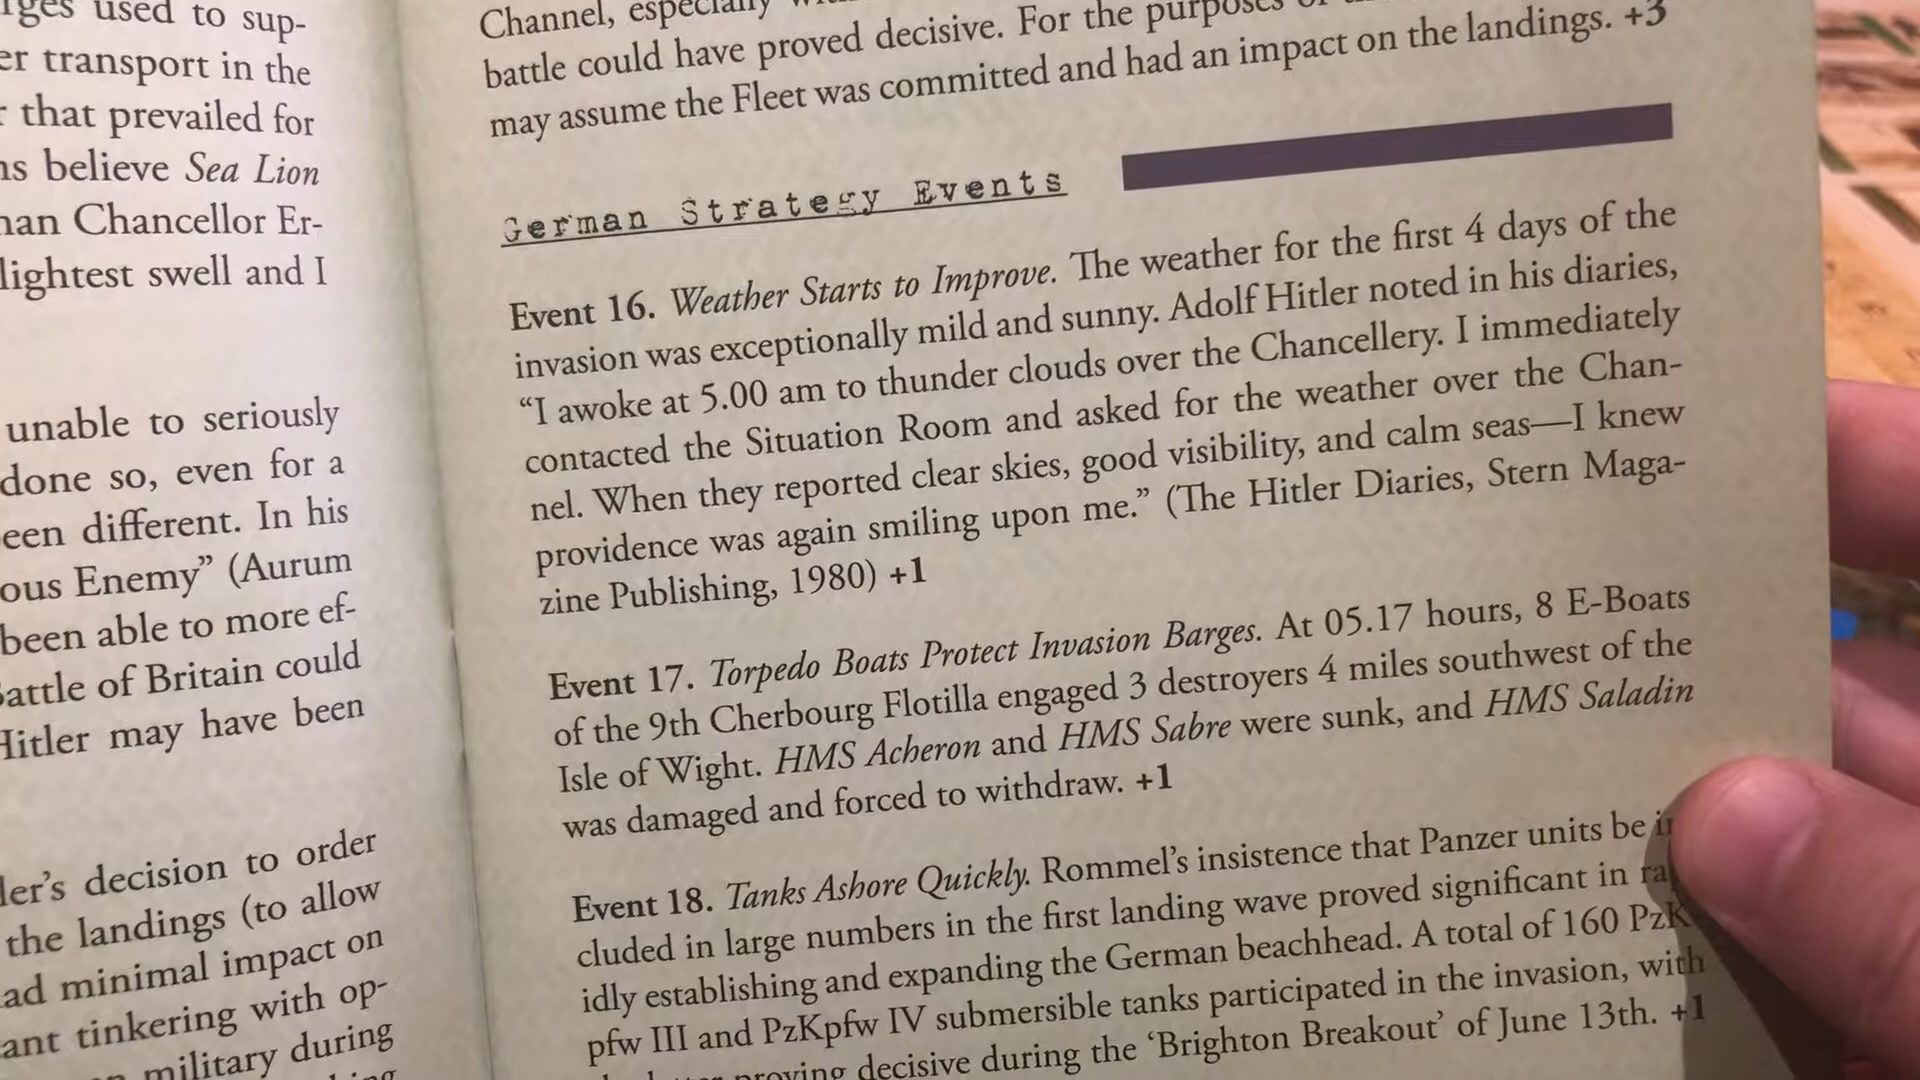 rges used to sup-
er transport in the
r that prevailed for
ns believe Sea Lion
man Chancellor Er-
lightest swell and I
unable to seriously
done so, even for a
een different. In his
ous Enemy” (Aurum
been able to more ef-
Battle of Britain could
Hitler may have been
ler’s decision to order
the landings (to allow
ad minimal impact on
ant tinkering with op-
military during
Channel, especially
battle could have proved decisive. For the purposes of
may assume the Fleet was committed and had an impact on the landings. +3
German Strategy Events
Event 16. Weather Starts to Improve. The weather for the first 4 days of the
invasion was exceptionally mild and sunny. Adolf Hitler noted in his diaries,
“I awoke at 5.00 am to thunder clouds over the Chancellery. I immediately
contacted the Situation Room and asked for the weather over the Chan-
nel. When they reported clear skies, good visibility, and calm seas—I knew
providence was again smiling upon me.” (The Hitler Diaries, Stern Maga-
zine Publishing, 1980) +1
Event 17. Torpedo Boats Protect Invasion Barges. At 05.17 hours, 8 E-Boats
of the 9th Cherbourg Flotilla engaged 3 destroyers 4 miles southwest of the
Isle of Wight. HMS Acheron and HMS Sabre were sunk, and HMS Saladin
was damaged and forced to withdraw. +1
Event 18. Tanks Ashore Quickly. Rommel’s insistence that Panzer units be
cluded in large numbers in the first landing wave proved significant in
idly establishing and expanding the German beachhead. A total of 160 PzK
pfw III and PzKpfw IV submersible tanks participated in the invasion, with
proving decisive during the ‘Brighton Breakout’ of June 13th. +1